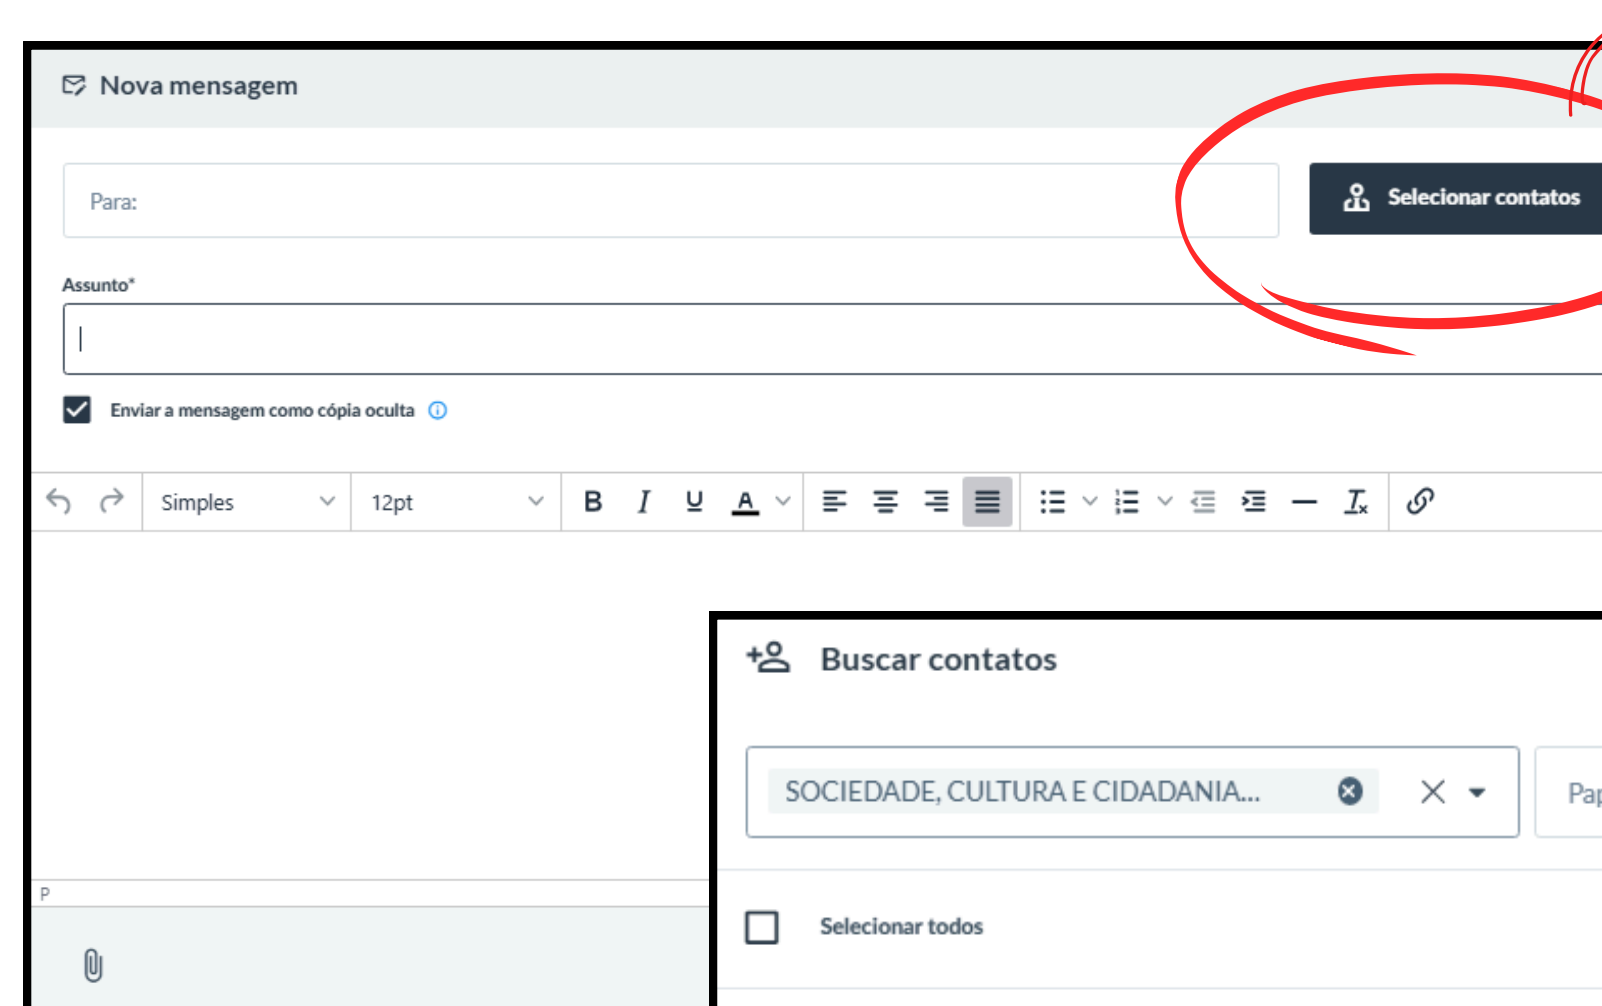 Nova mensagem
Para:
Selecionar contatos
Assunto*
Enviar a mensagem como cópia oculta
Simples
12pt
P
Buscar contatos
SOCIEDADE, CULTURA E CIDADANIA...
Selecionar todos